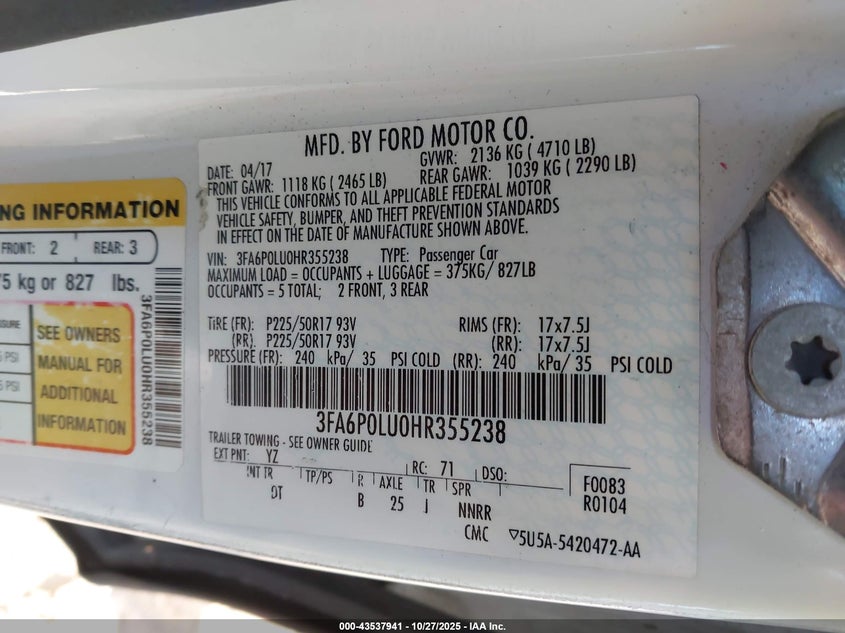 MFD. BY FORD MOTOR CO.
DATE: 04/17
GVWR: 2136 KG ( 4710 LB)
FRONT GAWR: 1118 KG ( 2465 LB)
REAR GAWR: 1039 KG ( 2290 LB)
THIS VEHICLE CONFORMS TO ALL APPLICABLE FEDERAL MOTOR
VEHICLE SAFETY, BUMPER, AND THEFT PREVENTION STANDARDS
IN EFFECT ON THE DATE OF MANUFACTURE SHOWN ABOVE.
VIN: 3FA6P0LU0HR355238 TYPE: Passenger Car
MAXIMUM LOAD = OCCUPANTS + LUGGAGE = 375KG/ 827LB
OCCUPANTS = 5 TOTAL; 2 FRONT, 3 REAR
TIRE (FR): P225/50R17 93V RIMS (FR): 17x7.5J
(RR): P225/50R17 93V (RR): 17x7.5J
PRESSURE (FR): 240 kPa/ 35 PSI COLD (RR): 240 kPa/ 35 PSI COLD
3FA6P0LU0HR355238
TRAILER TOWING - SEE OWNER GUIDE
EXT PNT: YZ RC: 71 DSO:
INT TR TP/PS R AXLE TR SPR
DT B 25 J NNRR
CMC
F0083
R0104
▽5U5A-5420472-AA
NG INFORMATION
FRONT: 2 REAR: 3
75 kg or 827 lbs.
SEE OWNERS
MANUAL FOR
ADDITIONAL
INFORMATION
PSI
PSI
3FA6P0LU0HR355238
000-43537941 | 10/27/2025 | IAA Inc.